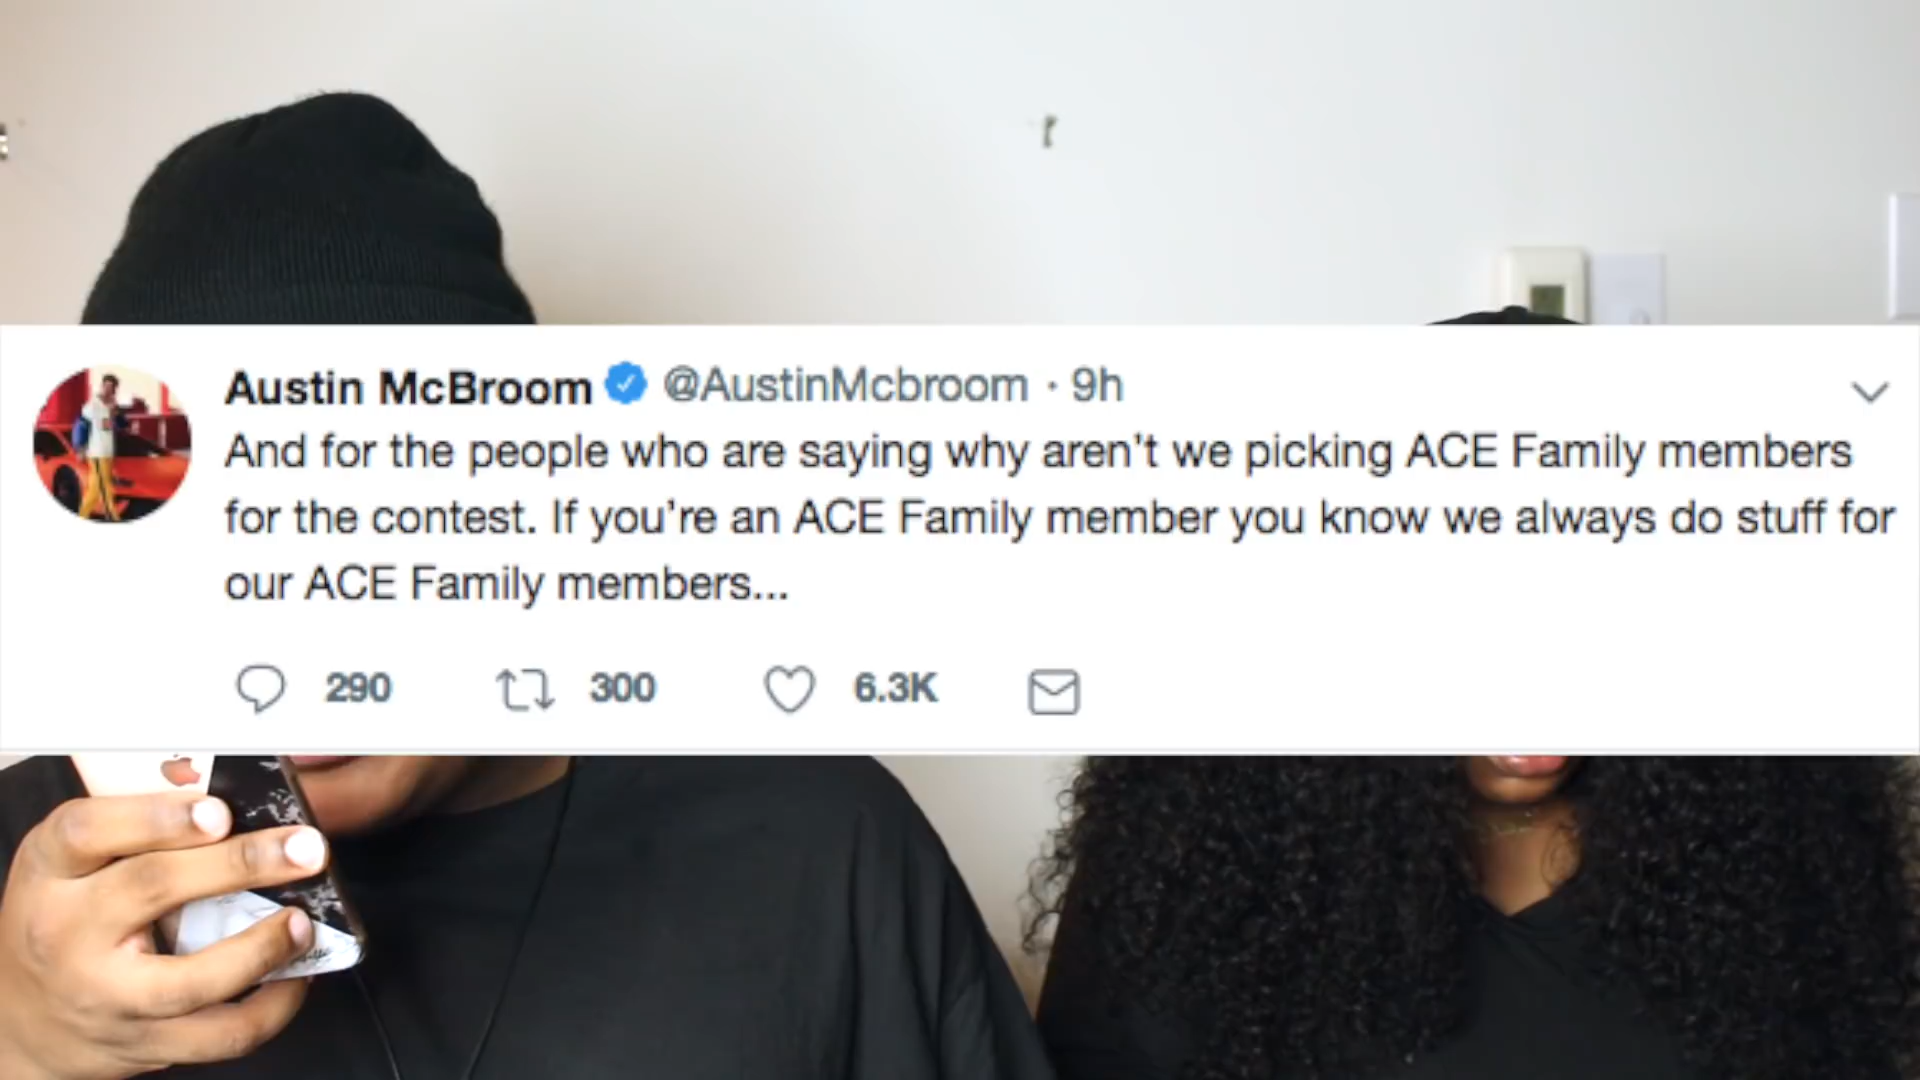 Austin McBroom @AustinMcbroom · 9h
And for the people who are saying why aren't we picking ACE Family members
for the contest. If you’re an ACE Family member you know we always do stuff for
our ACE Family members...
290 300 6.3K